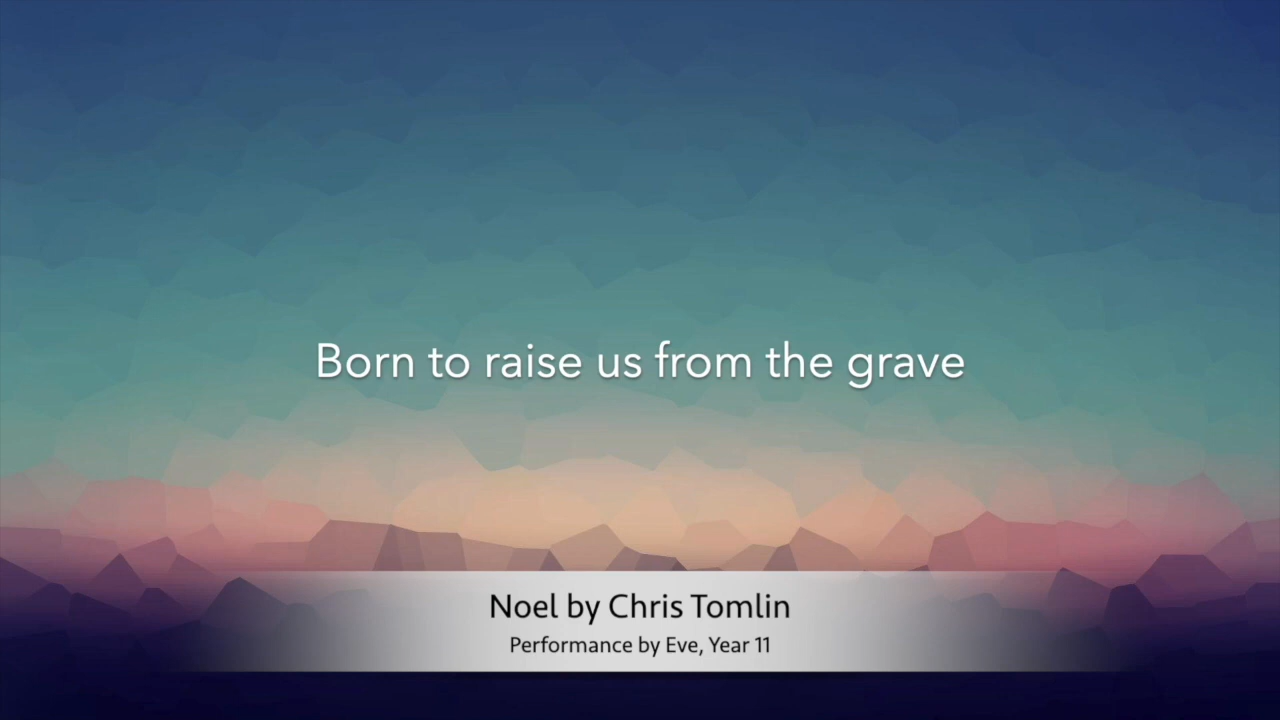 Born to raise us from the grave
Noel by Chris Tomlin
Performance by Eve, Year 11